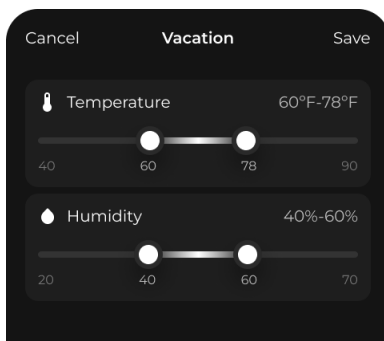 Cancel Vacation Save
Temperature 60°F-78°F
40 60 78 90
Humidity 40%-60%
20 40 60 70